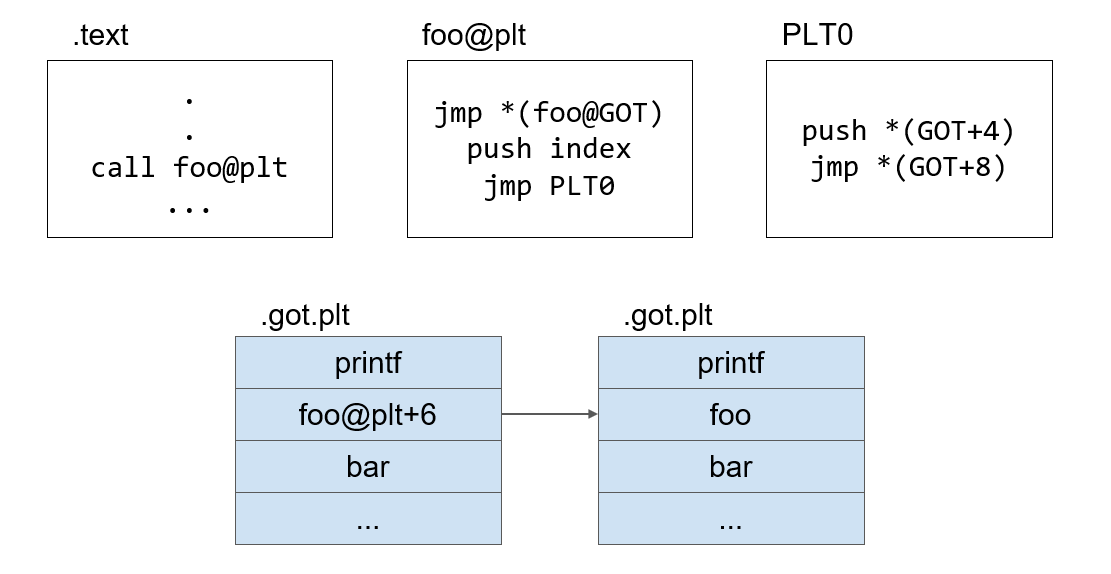 .text
.
.
call foo@plt
...
foo@plt
jmp *(foo@GOT)
push index
jmp PLT0
PLT0
push *(GOT+4)
jmp *(GOT+8)
.got.plt
printf
foo@plt+6
bar
...
.got.plt
printf
foo
bar
...